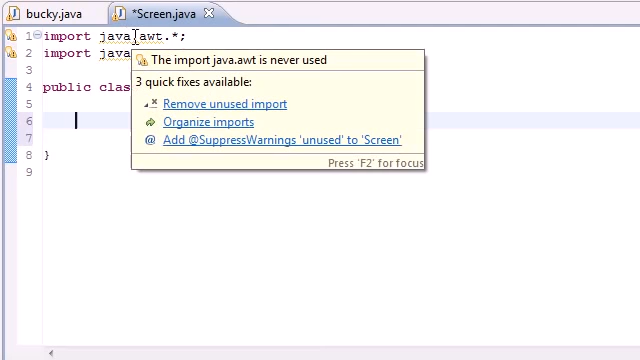 bucky.java *Screen.java
1 import java.awt.*;
2 import java
The import java.awt is never used
3
3 quick fixes available:
4 public clas
Remove unused import
5
6
Organize imports
7
Add @SuppressWarnings 'unused' to 'Screen'
8 }
Press 'F2' for focus
9